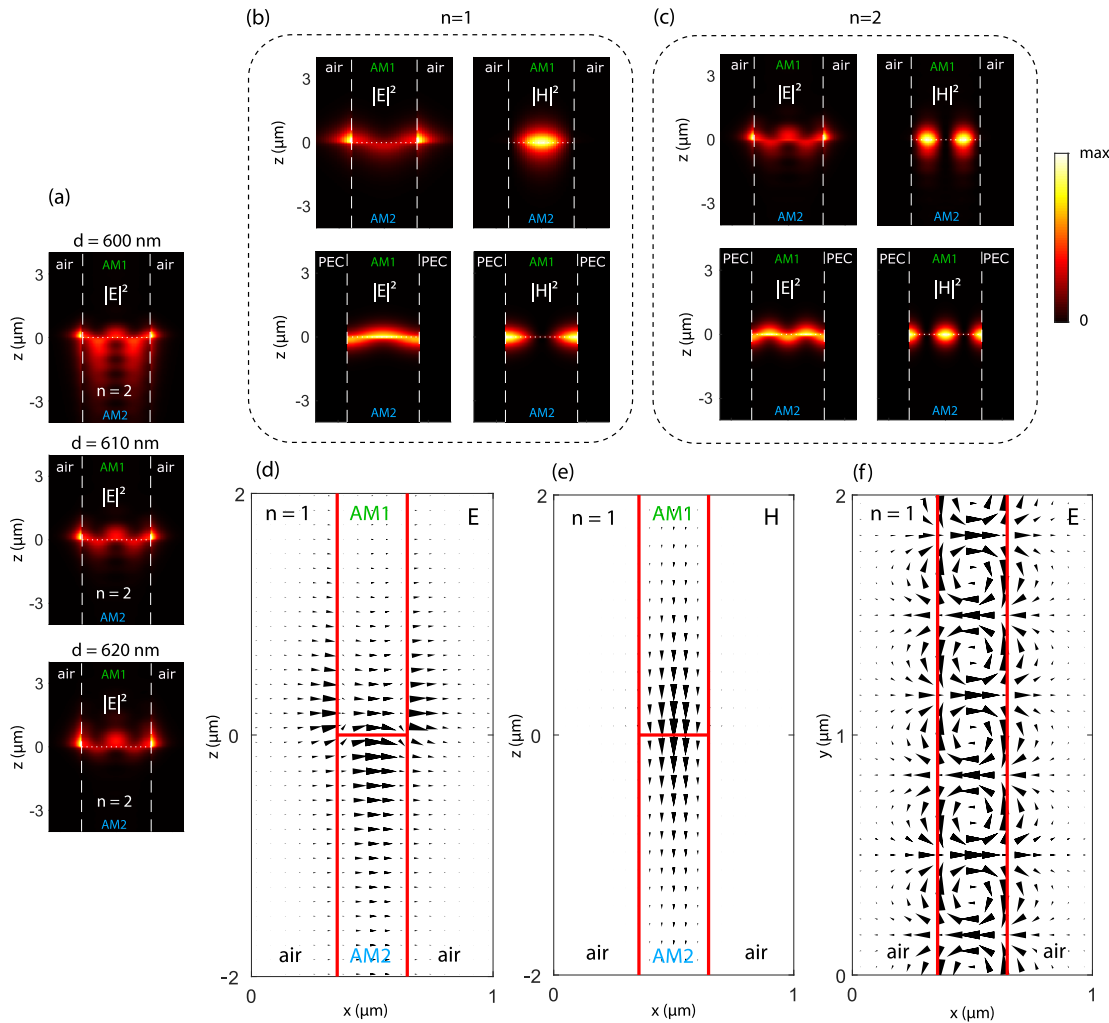 (b)
n=1
(c)
n=2
air
AM1
air
|E|²
AM1
|H|²
3
0
-3
z (μm)
AM2
AM2
PEC
AM1
PEC
|E|²
PEC
AM1
PEC
|H|²
3
0
-3
z (μm)
AM2
AM2
air
AM1
air
|E|²
air
AM1
air
|H|²
3
0
-3
z (μm)
AM2
AM2
PEC
AM1
PEC
|E|²
PEC
AM1
PEC
|H|²
3
0
-3
z (μm)
AM2
AM2
max
0
(a)
d = 600 nm
air
AM1
air
|E|²
3
0
-3
z (μm)
n = 2
AM2
d = 610 nm
air
AM1
air
|E|²
3
0
-3
z (μm)
n = 2
AM2
d = 620 nm
air
AM1
air
|E|²
3
0
-3
z (μm)
n = 2
AM2
(d)
n = 1
AM1
E
2
0
-2
z (μm)
air
AM2
air
0
1
x (μm)
(e)
n = 1
AM1
H
2
0
-2
z (μm)
air
AM2
air
0
1
x (μm)
(f)
n = 1
E
2
1
0
y (μm)
air
air
0
1
x (μm)